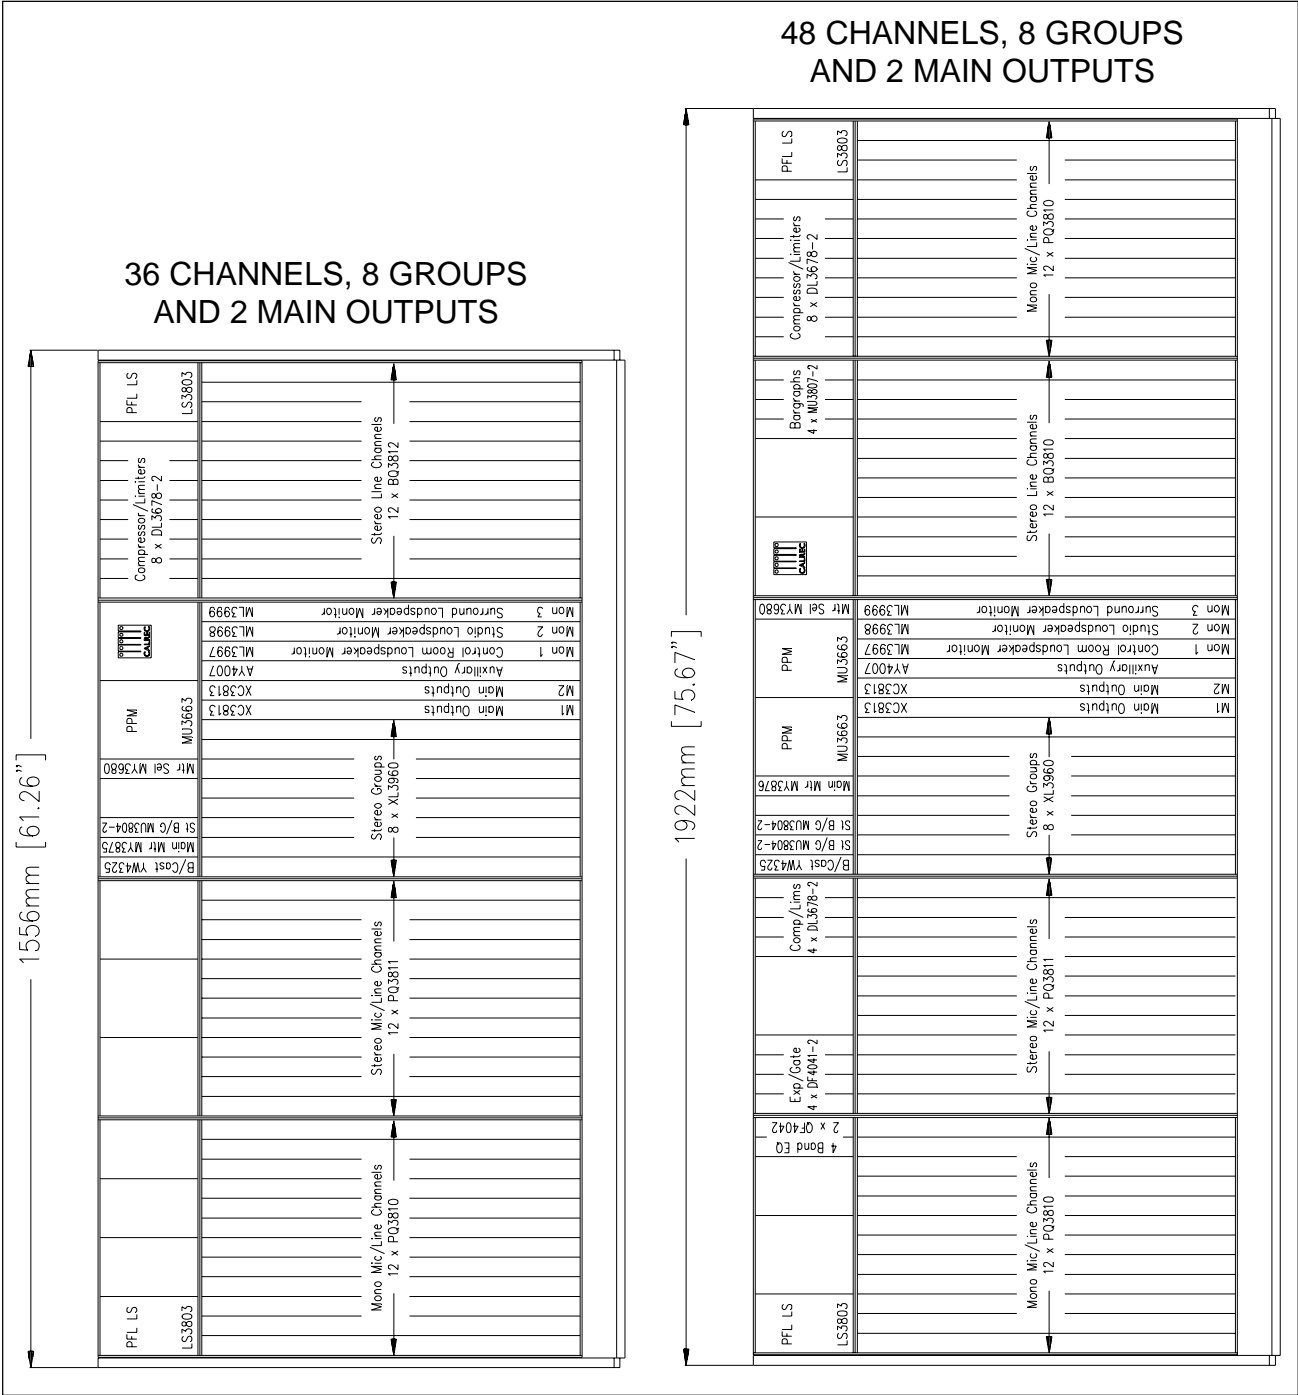 48 CHANNELS, 8 GROUPS
AND 2 MAIN OUTPUTS
36 CHANNELS, 8 GROUPS
AND 2 MAIN OUTPUTS
1556mm [61.26"]
PFL LS
LS3803
Compressor/Limiters
8 x DL3678-2
Stereo LIne Channels
12 x BQ3812
CALREC
Mon 3 Surround Loudspeaker Monitor ML3999
Mon 2 Studio Loudspeaker Monitor ML3998
Mon 1 Control Room Loudspeaker Monitor ML3997
Auxiliary Outputs AY4007
M2 Main Outputs XC3813
M1 Main Outputs XC3813
PPM
MU3663
Mtr Sel MY3680
St B/G MU3804-2
Main Mtr MY3875
B/Cast YW4325
Stereo Groups
8 x XL3960
Stereo Mic/Line Channels
12 x PQ3811
Mono Mic/Line Channels
12 x PQ3810
PFL LS
LS3803
1922mm [75.67"]
PFL LS
LS3803
Compressor/Limiters
8 x DL3678-2
Mono Mic/Line Channels
12 x PQ3810
Bargraphs
4 x MU3807-2
Stereo Line Channels
12 x BQ3810
CALREC
Mtr Sel MY3680
Mon 3 Surround Loudspeaker Monitor ML3999
Mon 2 Studio Loudspeaker Monitor ML3998
Mon 1 Control Room Loudspeaker Monitor ML3997
Auxiliary Outputs AY4007
M2 Main Outputs XC3813
M1 Main Outputs XC3813
PPM
MU3663
PPM
MU3663
Main Mtr MY3876
St B/G MU3804-2
St B/G MU3804-2
B/Cast YW4325
Stereo Groups
8 x XL3960
Comp/Lims
4 x DL3678-2
Stereo Mic/Line Channels
12 x PQ3811
Exp/Gate
4 x DF4041-2
4 Band EQ
2 x QF4042
Mono Mic/Line Channels
12 x PQ3810
PFL LS
LS3803